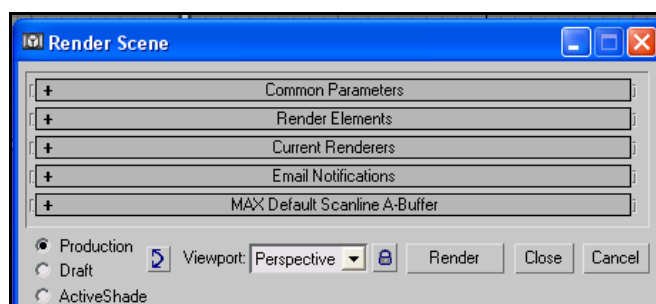 Render Scene
+ Common Parameters
+ Render Elements
+ Current Renderers
+ Email Notifications
+ MAX Default Scanline A-Buffer
Production
Draft
ActiveShade
Viewport: Perspective Render Close Cancel